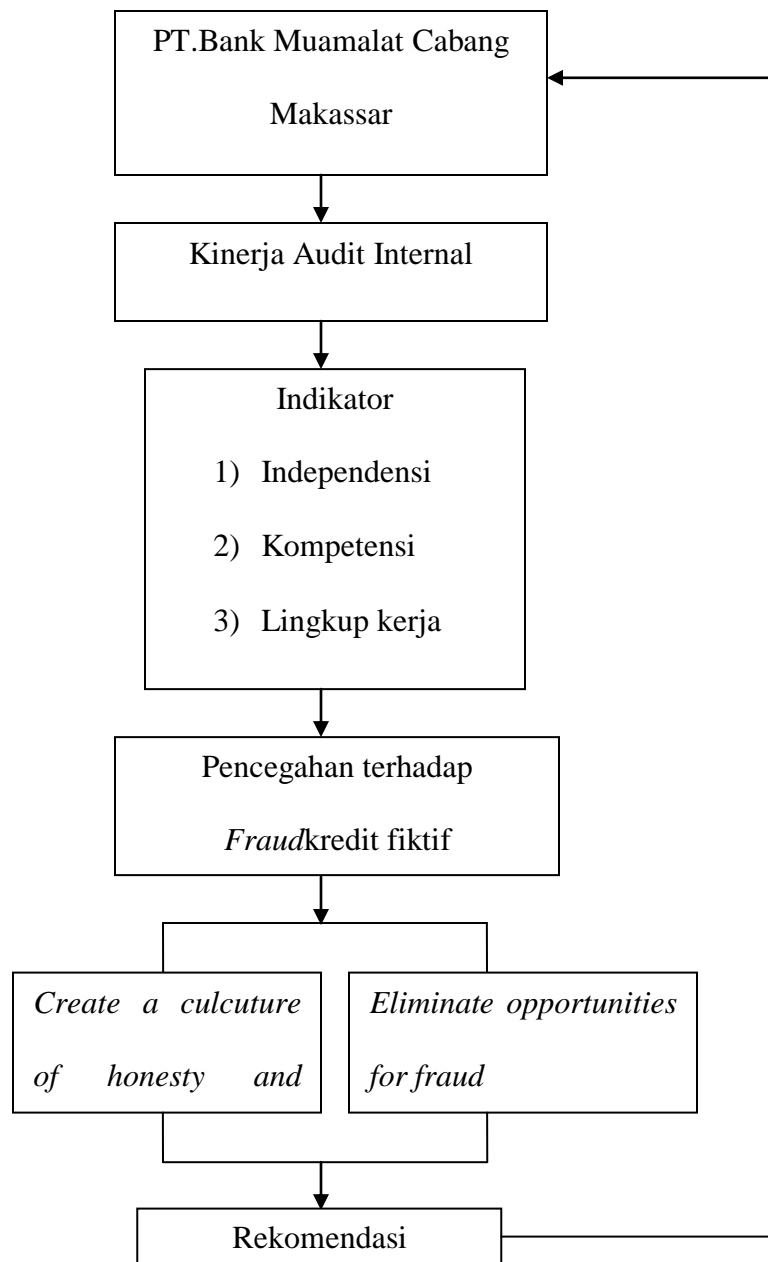 PT.Bank Muamalat Cabang
Makassar
Kinerja Audit Internal
Indikator
1) Independensi
2) Kompetensi
3) Lingkup kerja
Pencegahan terhadap
Fraudkredit fiktif
Create a culcuture
of honesty and
Eliminate opportunities
for fraud
Rekomendasi